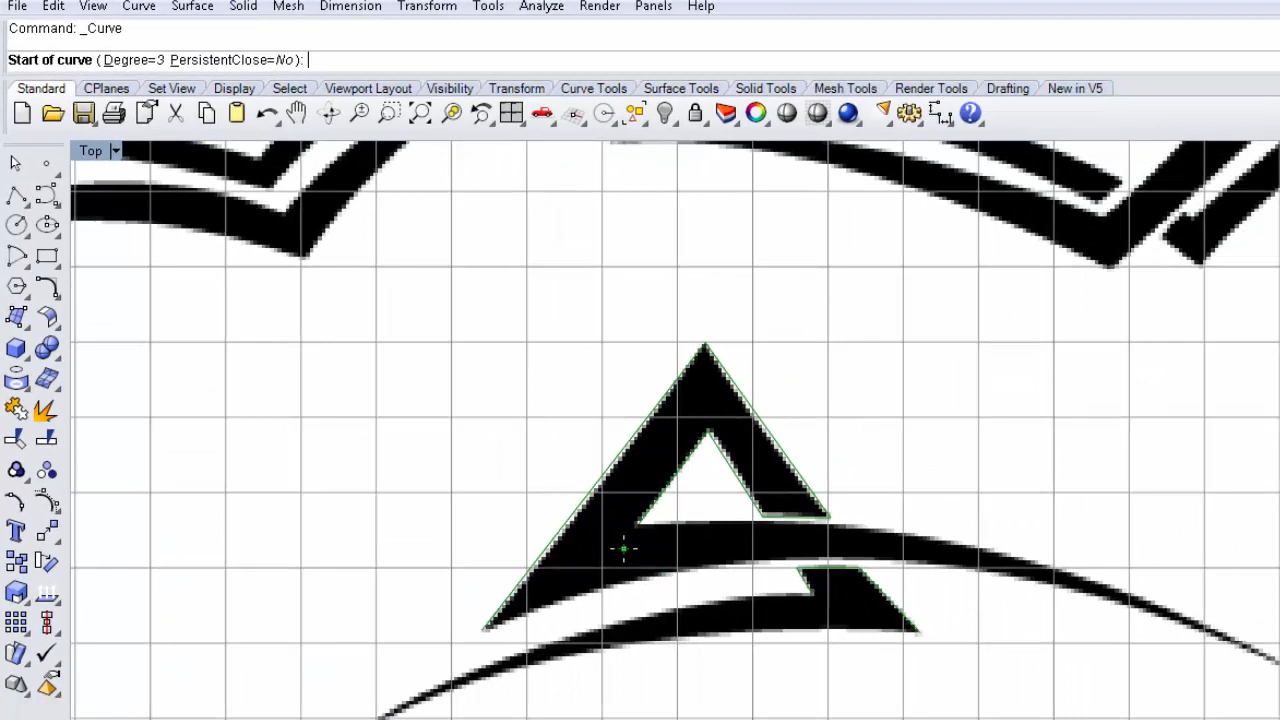 File Edit View Curve Surface Solid Mesh Dimension Transform Tools Analyze Render Panels Help
Command: _Curve
Start of curve ( Degree=3 PersistentClose=No ):
Standard CPlanes Set View Display Select Viewport Layout Visibility Transform Curve Tools Surface Tools Solid Tools Mesh Tools Render Tools Drafting New in V5
Top